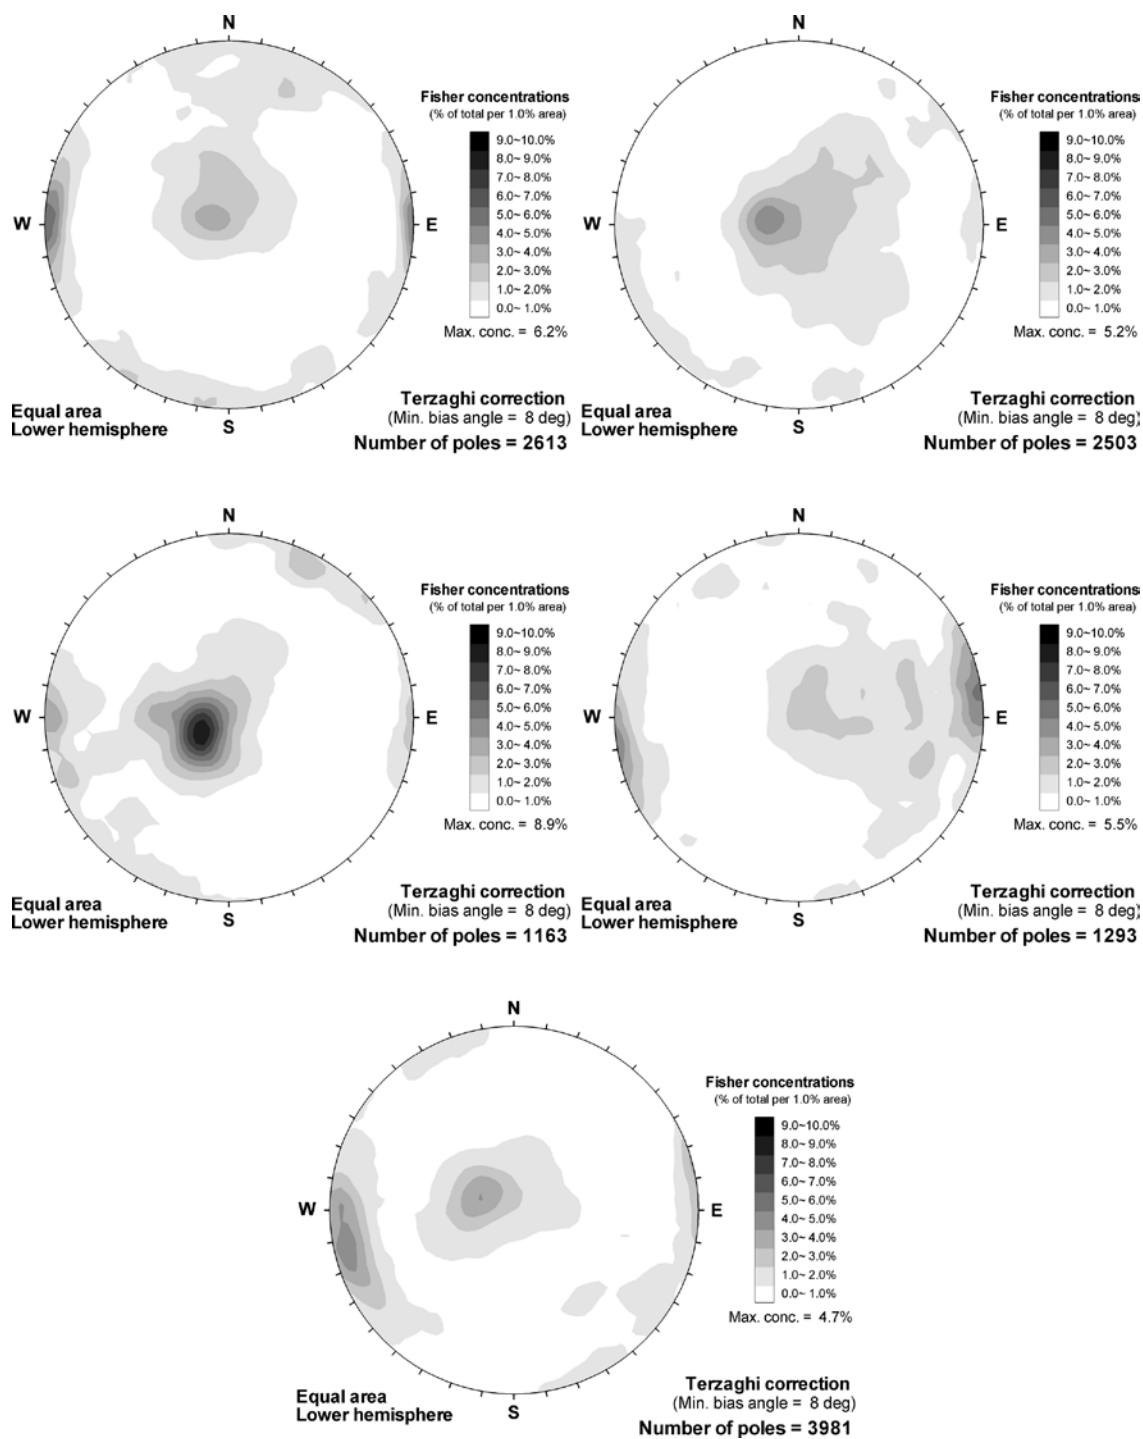 N
W
E
S
Fisher concentrations
(% of total per 1.0% area)
9.0~10.0%
8.0~ 9.0%
7.0~ 8.0%
6.0~ 7.0%
5.0~ 6.0%
4.0~ 5.0%
3.0~ 4.0%
2.0~ 3.0%
1.0~ 2.0%
0.0~ 1.0%
Max. conc. = 6.2%
Equal area
Lower hemisphere
Terzaghi correction
(Min. bias angle = 8 deg)
Number of poles = 2613
N
W
E
S
Fisher concentrations
(% of total per 1.0% area)
9.0~10.0%
8.0~ 9.0%
7.0~ 8.0%
6.0~ 7.0%
5.0~ 6.0%
4.0~ 5.0%
3.0~ 4.0%
2.0~ 3.0%
1.0~ 2.0%
0.0~ 1.0%
Max. conc. = 5.2%
Equal area
Lower hemisphere
Terzaghi correction
(Min. bias angle = 8 deg)
Number of poles = 2503
N
W
E
S
Fisher concentrations
(% of total per 1.0% area)
9.0~10.0%
8.0~ 9.0%
7.0~ 8.0%
6.0~ 7.0%
5.0~ 6.0%
4.0~ 5.0%
3.0~ 4.0%
2.0~ 3.0%
1.0~ 2.0%
0.0~ 1.0%
Max. conc. = 8.9%
Equal area
Lower hemisphere
Terzaghi correction
(Min. bias angle = 8 deg)
Number of poles = 1163
N
W
E
S
Fisher concentrations
(% of total per 1.0% area)
9.0~10.0%
8.0~ 9.0%
7.0~ 8.0%
6.0~ 7.0%
5.0~ 6.0%
4.0~ 5.0%
3.0~ 4.0%
2.0~ 3.0%
1.0~ 2.0%
0.0~ 1.0%
Max. conc. = 5.5%
Equal area
Lower hemisphere
Terzaghi correction
(Min. bias angle = 8 deg)
Number of poles = 1293
N
W
E
S
Fisher concentrations
(% of total per 1.0% area)
9.0~10.0%
8.0~ 9.0%
7.0~ 8.0%
6.0~ 7.0%
5.0~ 6.0%
4.0~ 5.0%
3.0~ 4.0%
2.0~ 3.0%
1.0~ 2.0%
0.0~ 1.0%
Max. conc. = 4.7%
Equal area
Lower hemisphere
Terzaghi correction
(Min. bias angle = 8 deg)
Number of poles = 3981